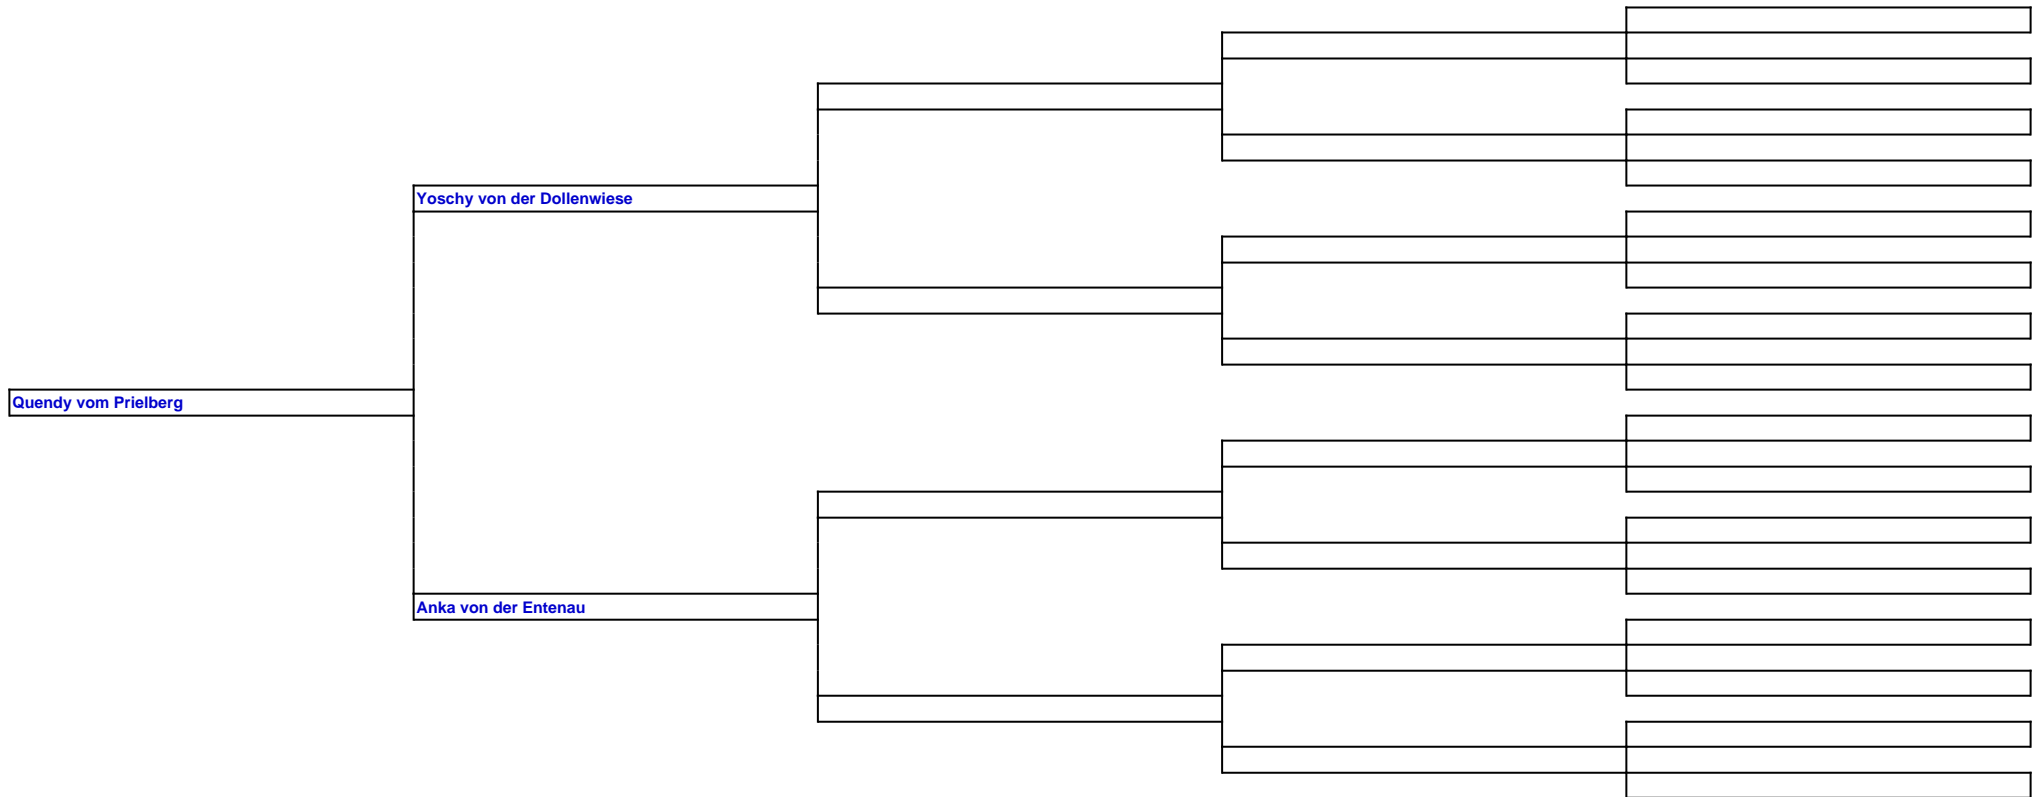 Yoschy von der Dollenwiese
Quendy vom Prielberg
Anka von der Entenau